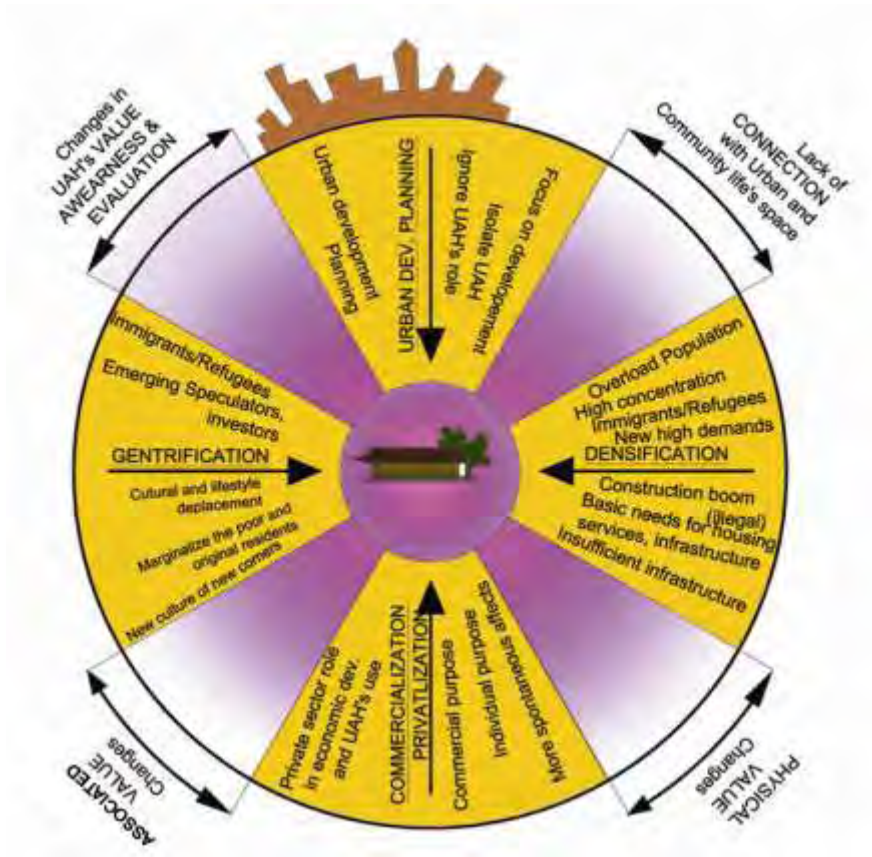 Changes in
UAH's VALUE
AWEARNESS &
EVALUATION
Lack of
CONNECTION
with Urban and
Community life's space
Urban development
Planning
URBAN DEV. PLANNING
Ignore UAH's role
Isolate UAH
Focus on developement
Immigrants/Refugees
Emerging Speculators,
investors
GENTRIFICATION
Cutural and lifestyle
deplacement
Marginalize the poor and
original residents
New culture of new comers
Overload Population
High concentration
Immigrants/Refugees
New high demands
DENSIFICATION
Construction boom
(illegal)
Basic needs for housing
services, infrastructure
Insufficient infrastructure
Private sector role
in economic dev.
and UAH's use
COMMERCIALIZATION
PRIVATLIZATION
Commercial purpose
Individual purpose
More spontaneous affects
ASSOCIATED
VALUE
Changes
PHYSICAL
VALUE
Changes